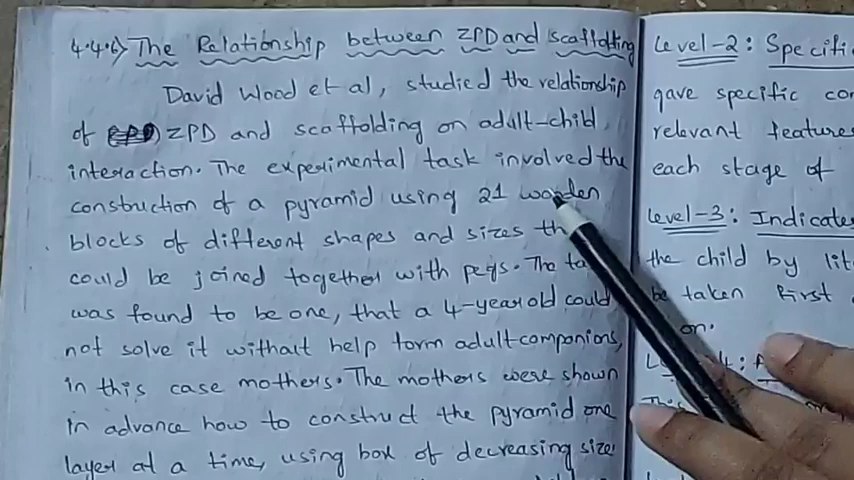 4.4.6) The Relationship between ZPD and scaffolding
David Wood et al, studied the relationship
of ZPD and scaffolding on adult-child
interaction. The experimental task involved the
construction of a pyramid using 21 wooden
blocks of different shapes and sizes th
could be joined together with pegs. The ta
was found to be one, that a 4-year old could
not solve it without help form adult companions,
in this case mothers. The mothers were shown
in advance how to construct the pyramid one
layer at a time, using box of decreasing size
Level-2: Specifi
gave specific co
relevant feature
each stage of
Level-3: Indicate
the child by lit
be taken first
on.